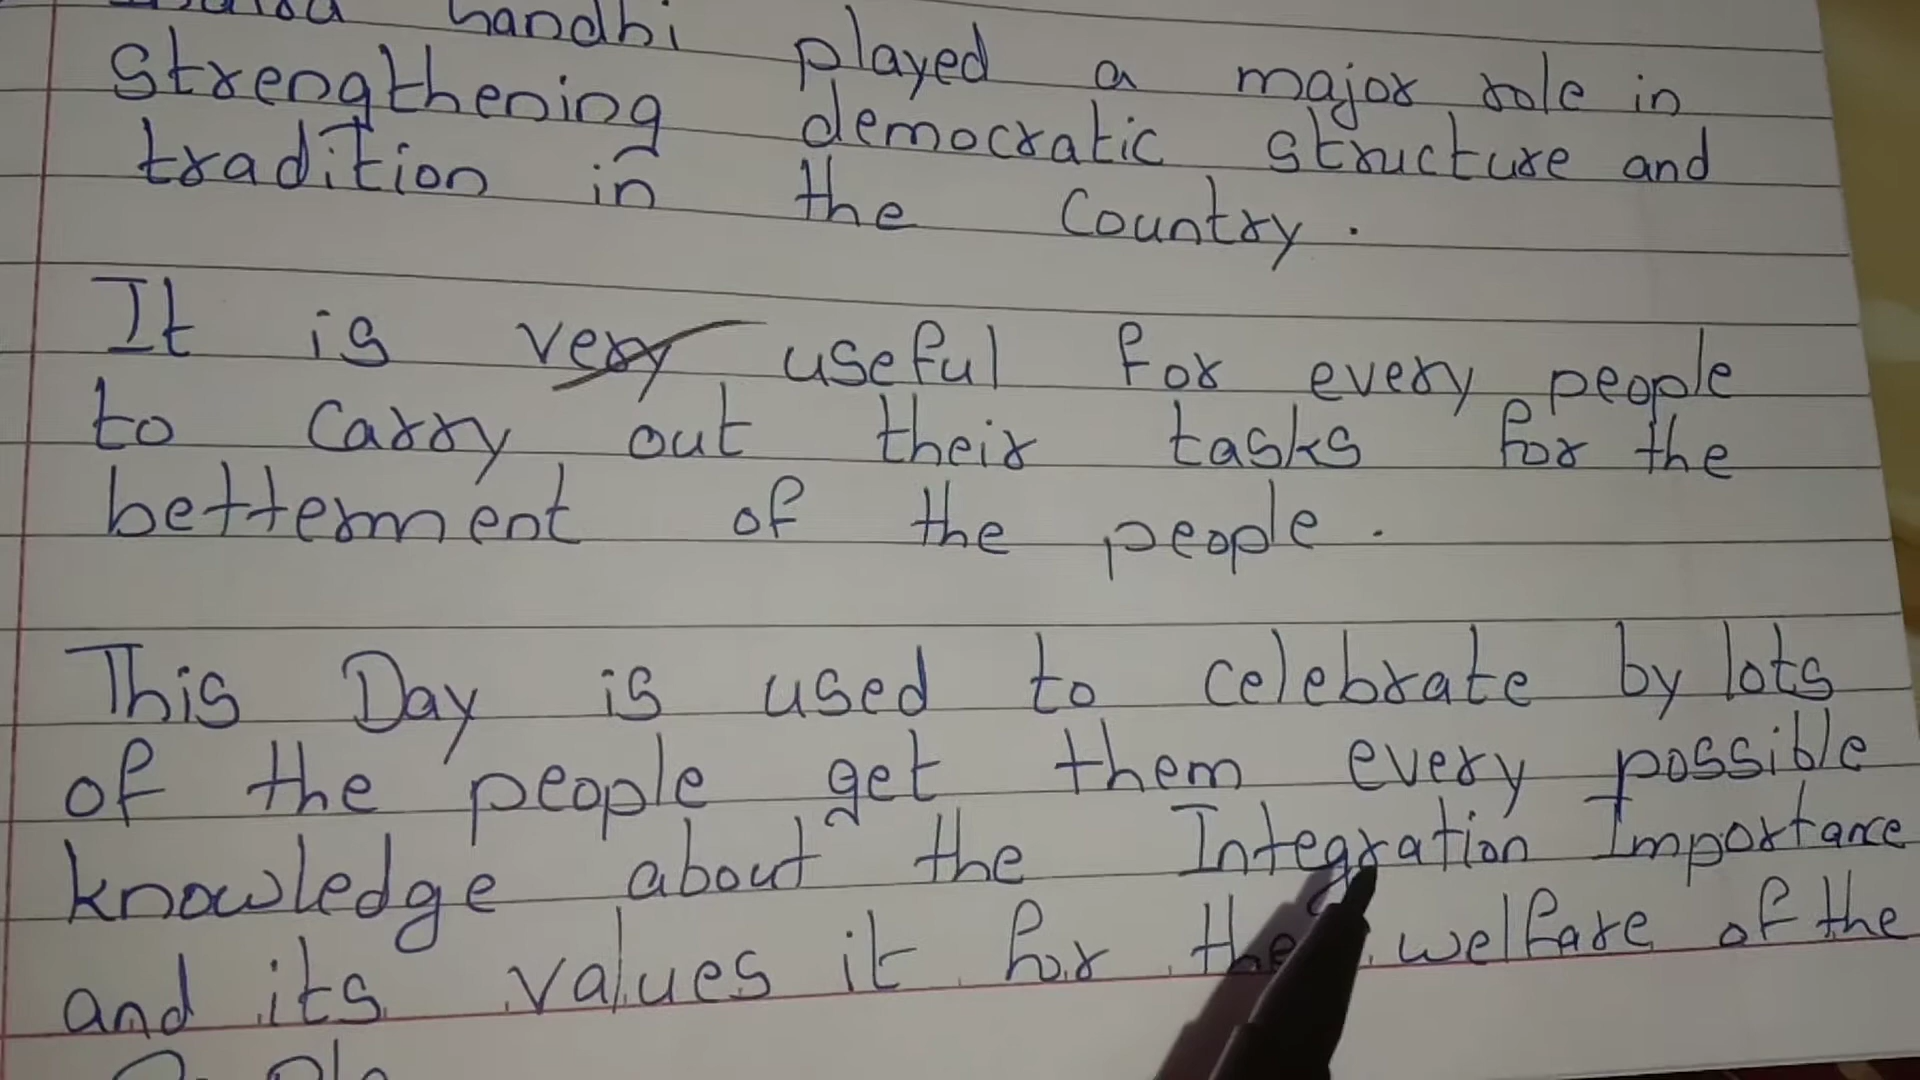 handhi played a major role in
strengthening democratic structure and
tradition in the Country.
It is very useful for every people
to carry out their tasks for the
betterment of the people.
This Day is used to celebrate by lots
of the people get them every possible
knowledge about the Integration Importance
and its values it for the welfare of the